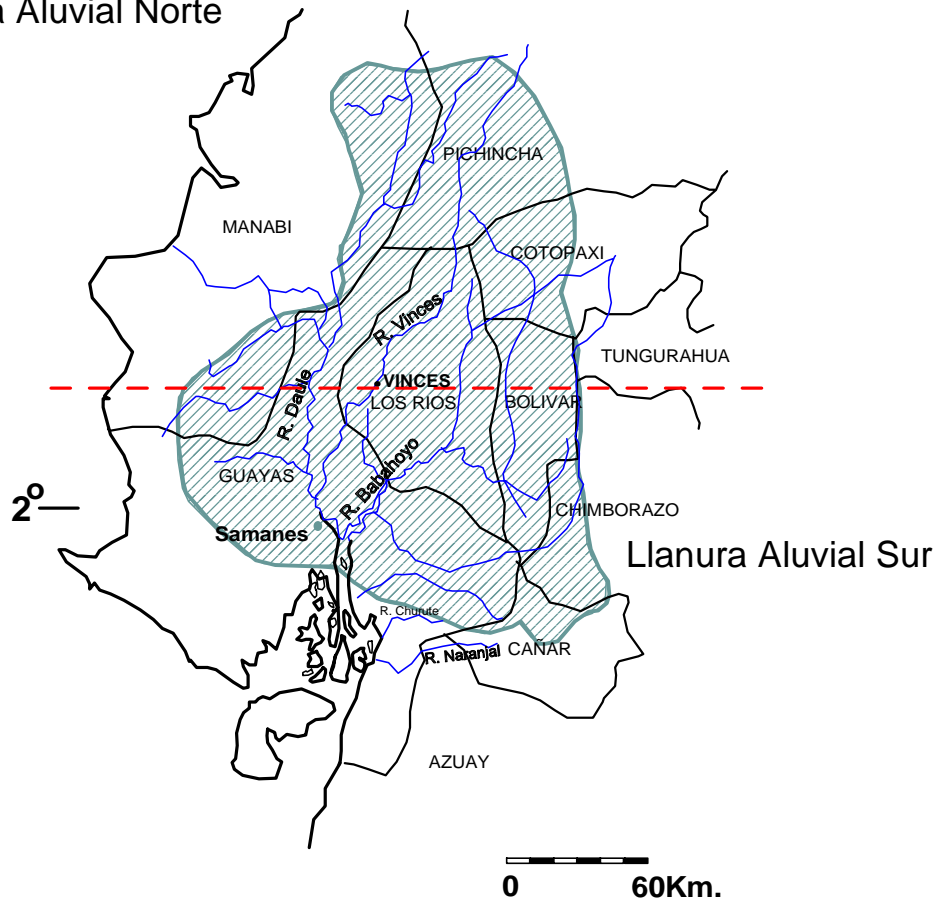 Aluvial Norte
PICHINCHA
MANABI
COTOPAXI
R. Vinces
TUNGURAHUA
VINCES
R. Daule
LOS RIOS
BOLIVAR
R. Babahoyo
GUAYAS
2º
CHIMBORAZO
Samanes
Llanura Aluvial Sur
R. Churute
R. Naranjal
CAÑAR
AZUAY
0 60Km.